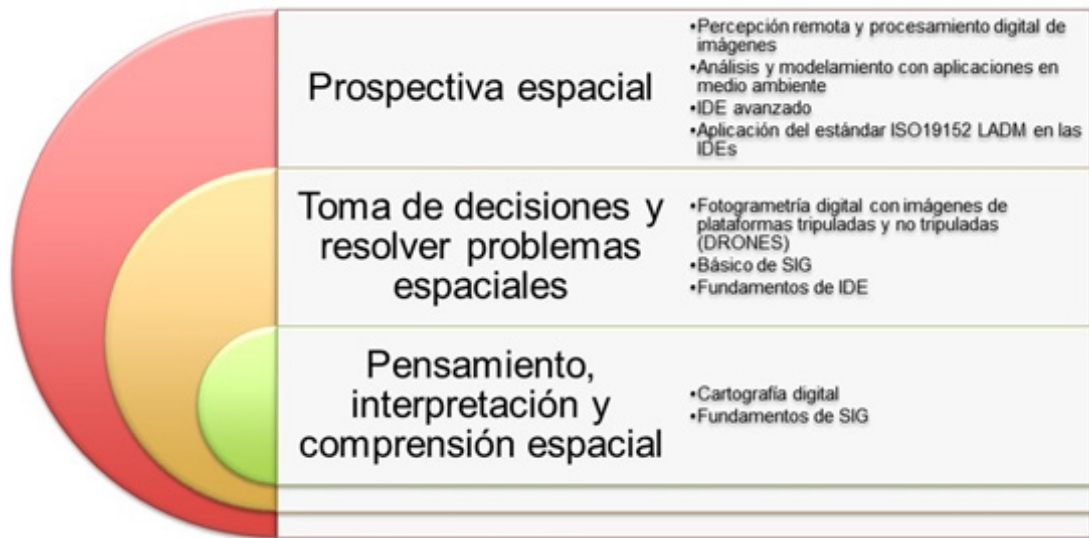 Prospectiva espacial
•Percepción remota y procesamiento digital de
imágenes
•Análisis y modelamiento con aplicaciones en
medio ambiente
•IDE avanzado
•Aplicación del estándar ISO19152 LADM en las
IDEs
Toma de decisiones y
resolver problemas
espaciales
•Fotogrametría digital con imágenes de
plataformas tripuladas y no tripuladas
(DRONES)
•Básico de SIG
•Fundamentos de IDE
Pensamiento,
interpretación y
comprensión espacial
•Cartografía digital
•Fundamentos de SIG